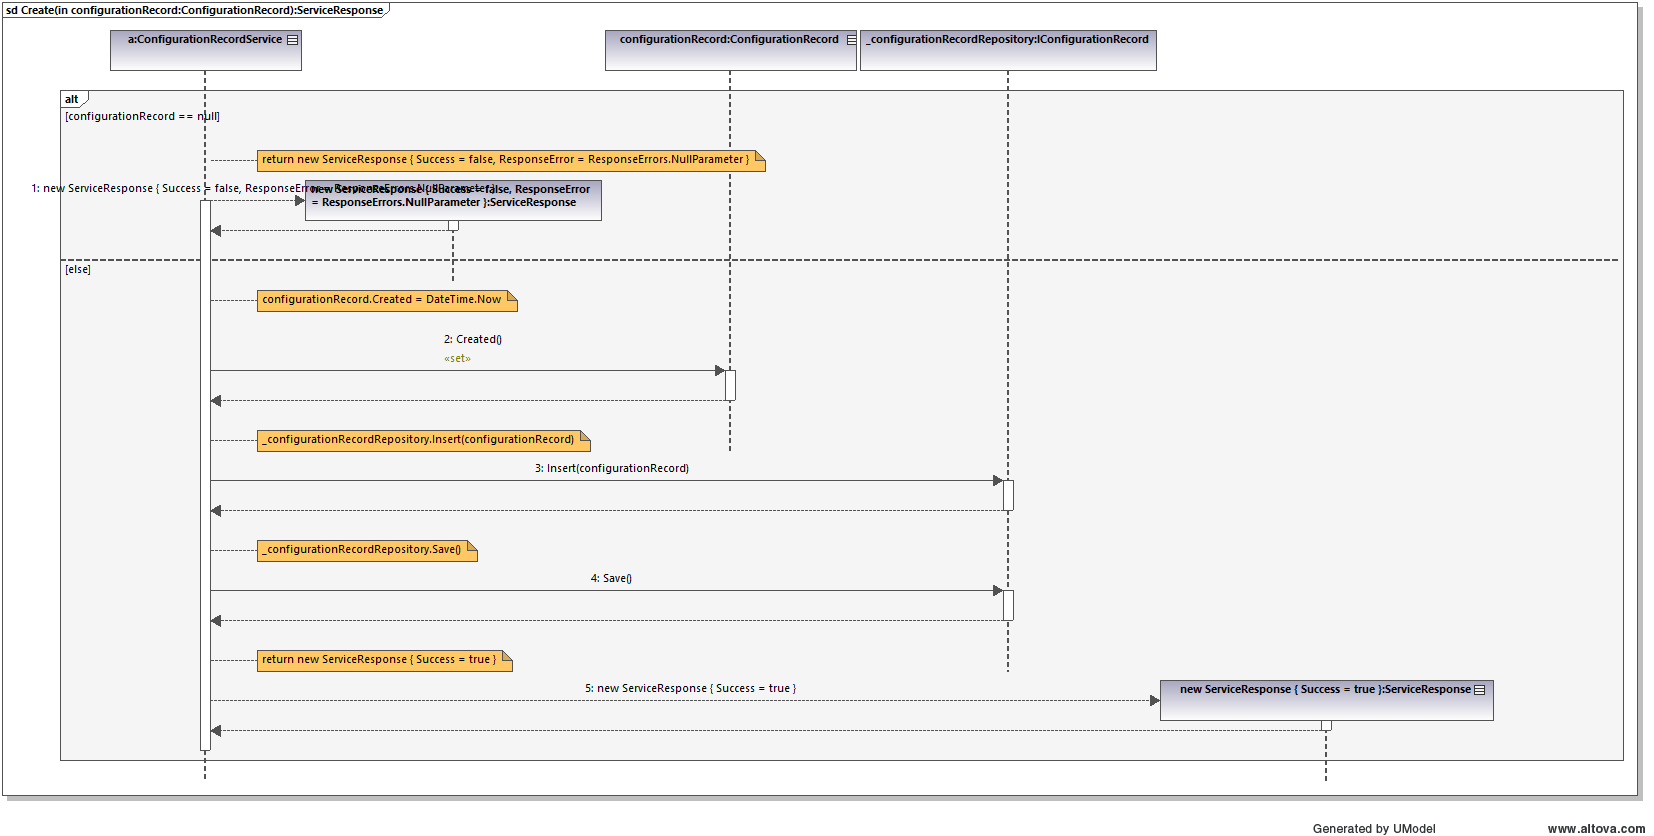 sd Create(in configurationRecord:ConfigurationRecord):ServiceResponse
a:ConfigurationRecordService
configurationRecord:ConfigurationRecord
_configurationRecordRepository:IConfigurationRecord
alt
[configurationRecord == null]
return new ServiceResponse { Success = false, ResponseError = ResponseErrors.NullParameter }
1: new ServiceResponse { Success = false, ResponseError = ResponseErrors.NullParameter }
new ServiceResponse { Success = false, ResponseError
= ResponseErrors.NullParameter }:ServiceResponse
[else]
configurationRecord.Created = DateTime.Now
2: Created()
«set»
_configurationRecordRepository.Insert(configurationRecord)
3: Insert(configurationRecord)
_configurationRecordRepository.Save()
4: Save()
return new ServiceResponse { Success = true }
5: new ServiceResponse { Success = true }
new ServiceResponse { Success = true }:ServiceResponse
Generated by UModel
www.altova.com